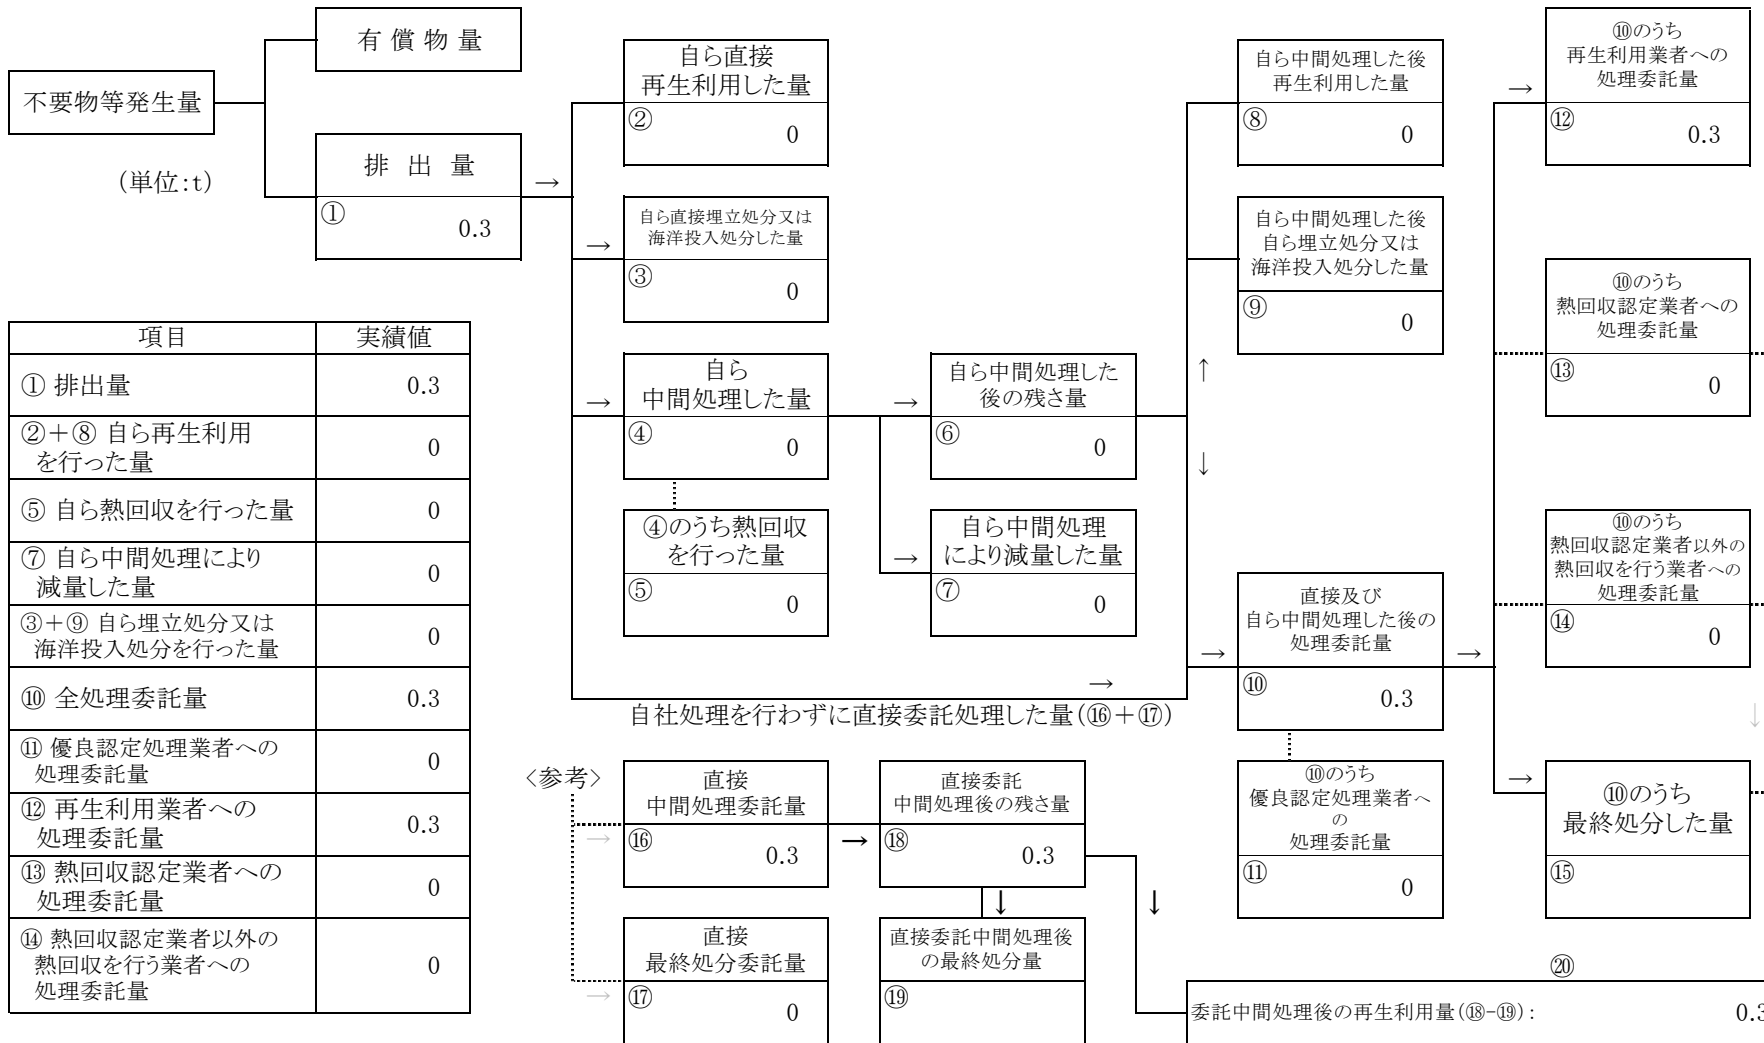 有 償 物 量
不要物等発生量
(単位:t)
排 出 量
①
0.3
→
自ら直接
再生利用した量
②
0
自ら直接埋立処分又は
海洋投入処分した量
→
③
0
自ら
中間処理した量
→
④
0
④のうち熱回収
を行った量
⑤
0
自ら中間処理した
後の残さ量
→
⑥
0
自ら中間処理
により減量した量
→
⑦
0
自ら中間処理した後
再生利用した量
⑧
0
自ら中間処理した後
自ら埋立処分又は
海洋投入処分した量
⑨
0
↑
↓
直接及び
自ら中間処理した後の
処理委託量
→
⑩
0.3
→
⑩のうち
優良認定処理業者へ
の
処理委託量
⑪
0
⑩のうち
再生利用業者への
処理委託量
→
⑫
0.3
⑩のうち
熱回収認定業者への
処理委託量
⑬
0
⑩のうち
熱回収認定業者以外の
熱回収を行う業者への
処理委託量
⑭
0
↓
→
⑩のうち
最終処分した量
⑮
→
自社処理を行わずに直接委託処理した量(⑯+⑰)
<参考>
直接
中間処理委託量
→
⑯
0.3
→
直接委託
中間処理後の残さ量
⑱
0.3
↓
↓
直接
最終処分委託量
→
⑰
0
直接委託中間処理後
の最終処分量
⑲
⑳
委託中間処理後の再生利用量(⑱-⑲):
0.3
項目 実績値
① 排出量 0.3
②+⑧ 自ら再生利用
を行った量 0
⑤ 自ら熱回収を行った量 0
⑦ 自ら中間処理により
減量した量 0
③+⑨ 自ら埋立処分又は
海洋投入処分を行った量 0
⑩ 全処理委託量 0.3
⑪ 優良認定処理業者への
処理委託量 0
⑫ 再生利用業者への
処理委託量 0.3
⑬ 熱回収認定業者への
処理委託量 0
⑭ 熱回収認定業者以外の
熱回収を行う業者への
処理委託量 0